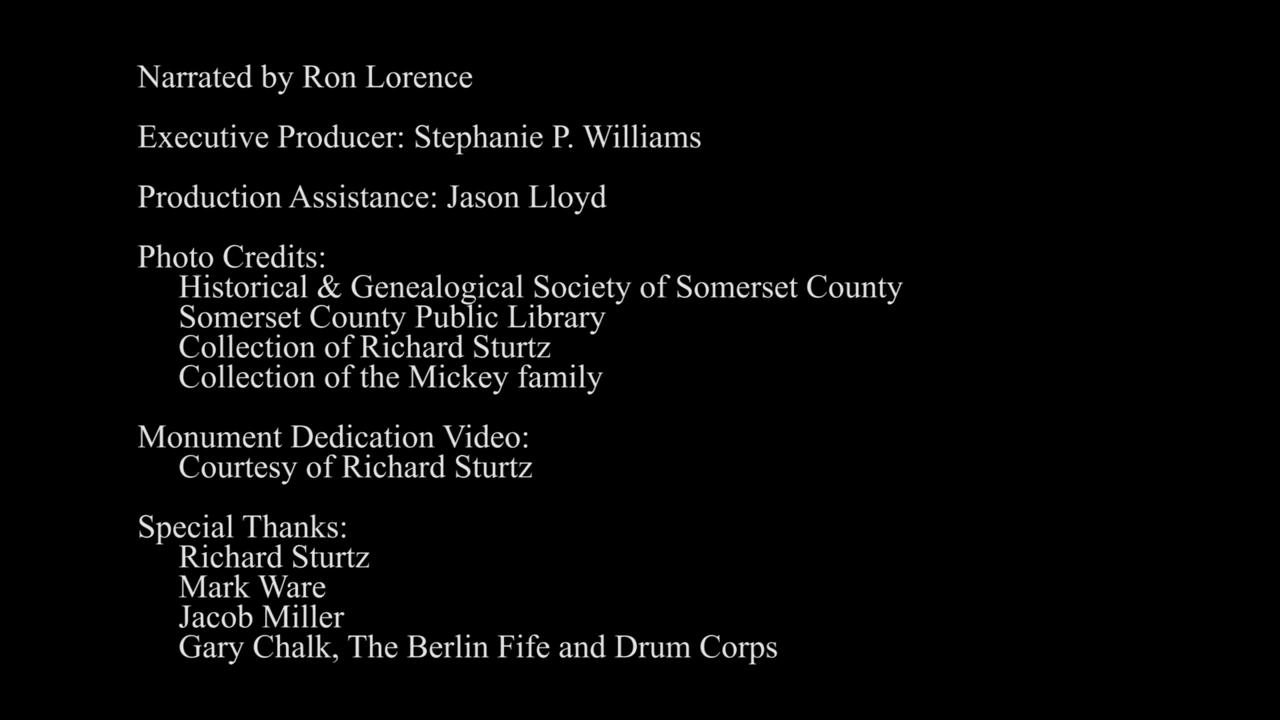 Narrated by Ron Lorence
Executive Producer: Stephanie P. Williams
Production Assistance: Jason Lloyd
Photo Credits:
Historical & Genealogical Society of Somerset County
Somerset County Public Library
Collection of Richard Sturtz
Collection of the Mickey family
Monument Dedication Video:
Courtesy of Richard Sturtz
Special Thanks:
Richard Sturtz
Mark Ware
Jacob Miller
Gary Chalk, The Berlin Fife and Drum Corps